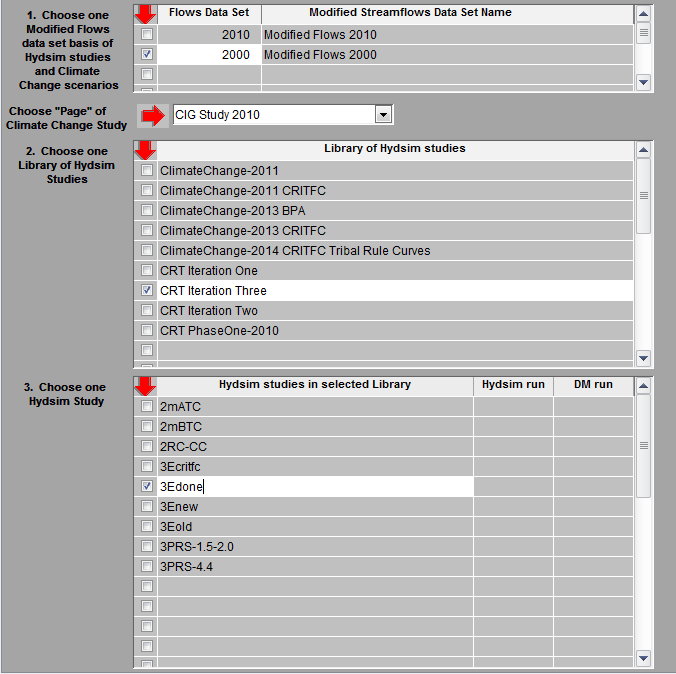 1. Choose one
Modified Flows
data set basis of
Hydsim studies
and Climate
Change scenarios
Flows Data Set Modified Streamflows Data Set Name
2010 Modified Flows 2010
2000 Modified Flows 2000
Choose "Page" of
Climate Change Study
CIG Study 2010
2. Choose one
Library of Hydsim
Studies
Library of Hydsim studies
ClimateChange-2011
ClimateChange-2011 CRITFC
ClimateChange-2013 BPA
ClimateChange-2013 CRITFC
ClimateChange-2014 CRITFC Tribal Rule Curves
CRT Iteration One
CRT Iteration Three
CRT Iteration Two
CRT PhaseOne-2010
3. Choose one
Hydsim Study
Hydsim studies in selected Library Hydsim run DM run
2mATC
2mBTC
2RC-CC
3Ecritfc
3Edone
3Enew
3Eold
3PRS-1.5-2.0
3PRS-4.4